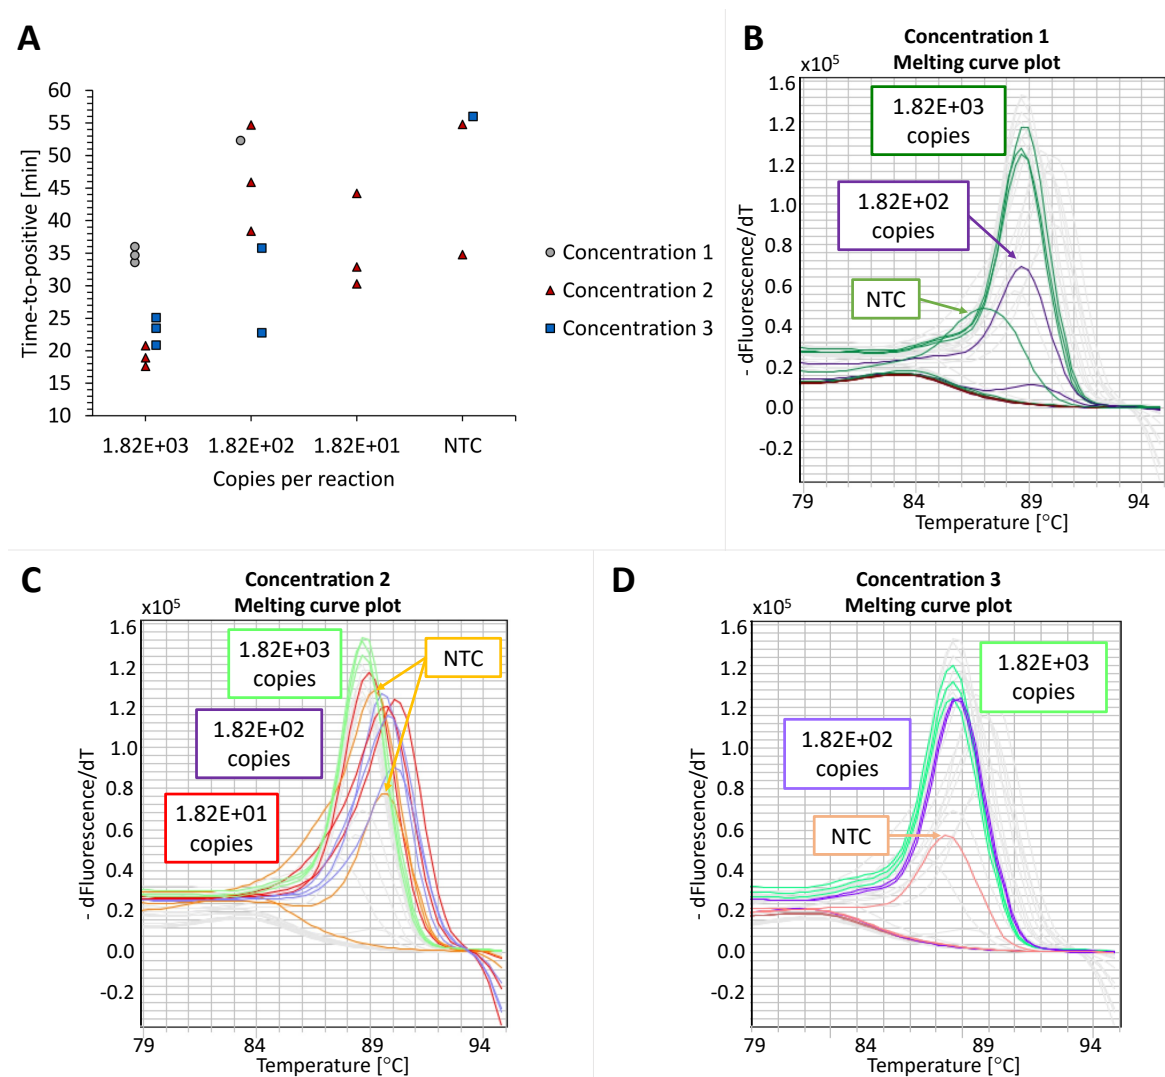 A
60
55
50
45
40
35
30
25
20
15
10
Time-to-positive [min]
1.82E+03
1.82E+02
1.82E+01
NTC
Copies per reaction
Concentration 1
Concentration 2
Concentration 3
B
Concentration 1
Melting curve plot
x10⁵
1.6
1.2
1.2
1.0
0.8
0.6
0.4
0.2
0.0
-0.2
- dFluorescence/dT
1.82E+03
copies
1.82E+02
copies
NTC
79
84
89
94
Temperature [°C]
C
Concentration 2
Melting curve plot
x10⁵
1.6
1.2
1.2
1.0
0.8
0.6
0.4
0.2
0.0
-0.2
- dFluorescence/dT
1.82E+03
copies
NTC
1.82E+02
copies
1.82E+01
copies
79
84
89
94
Temperature [°C]
D
Concentration 3
Melting curve plot
x10⁵
1.6
1.2
1.2
1.0
0.8
0.6
0.4
0.2
0.0
-0.2
- dFluorescence/dT
1.82E+03
copies
1.82E+02
copies
NTC
79
84
89
94
Temperature [°C]